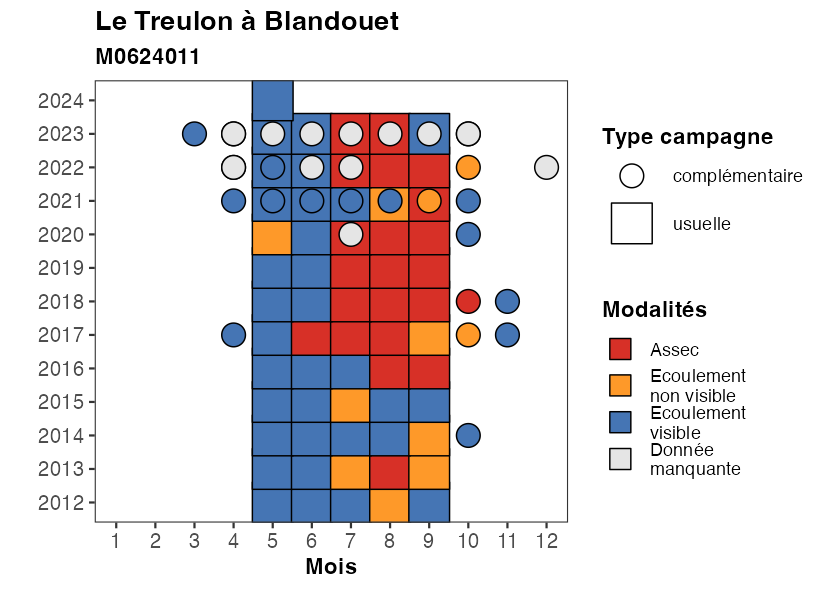 Le Treulon à Blandouet
M0624011
2024
2023
2022
2021
2020
2019
2018
2017
2016
2015
2014
2013
2012
1 2 3 4 5 6 7 8 9 10 11 12
Mois
Type campagne
complémentaire
usuelle
Modalités
Assec
Ecoulement
non visible
Ecoulement
visible
Donnée
manquante